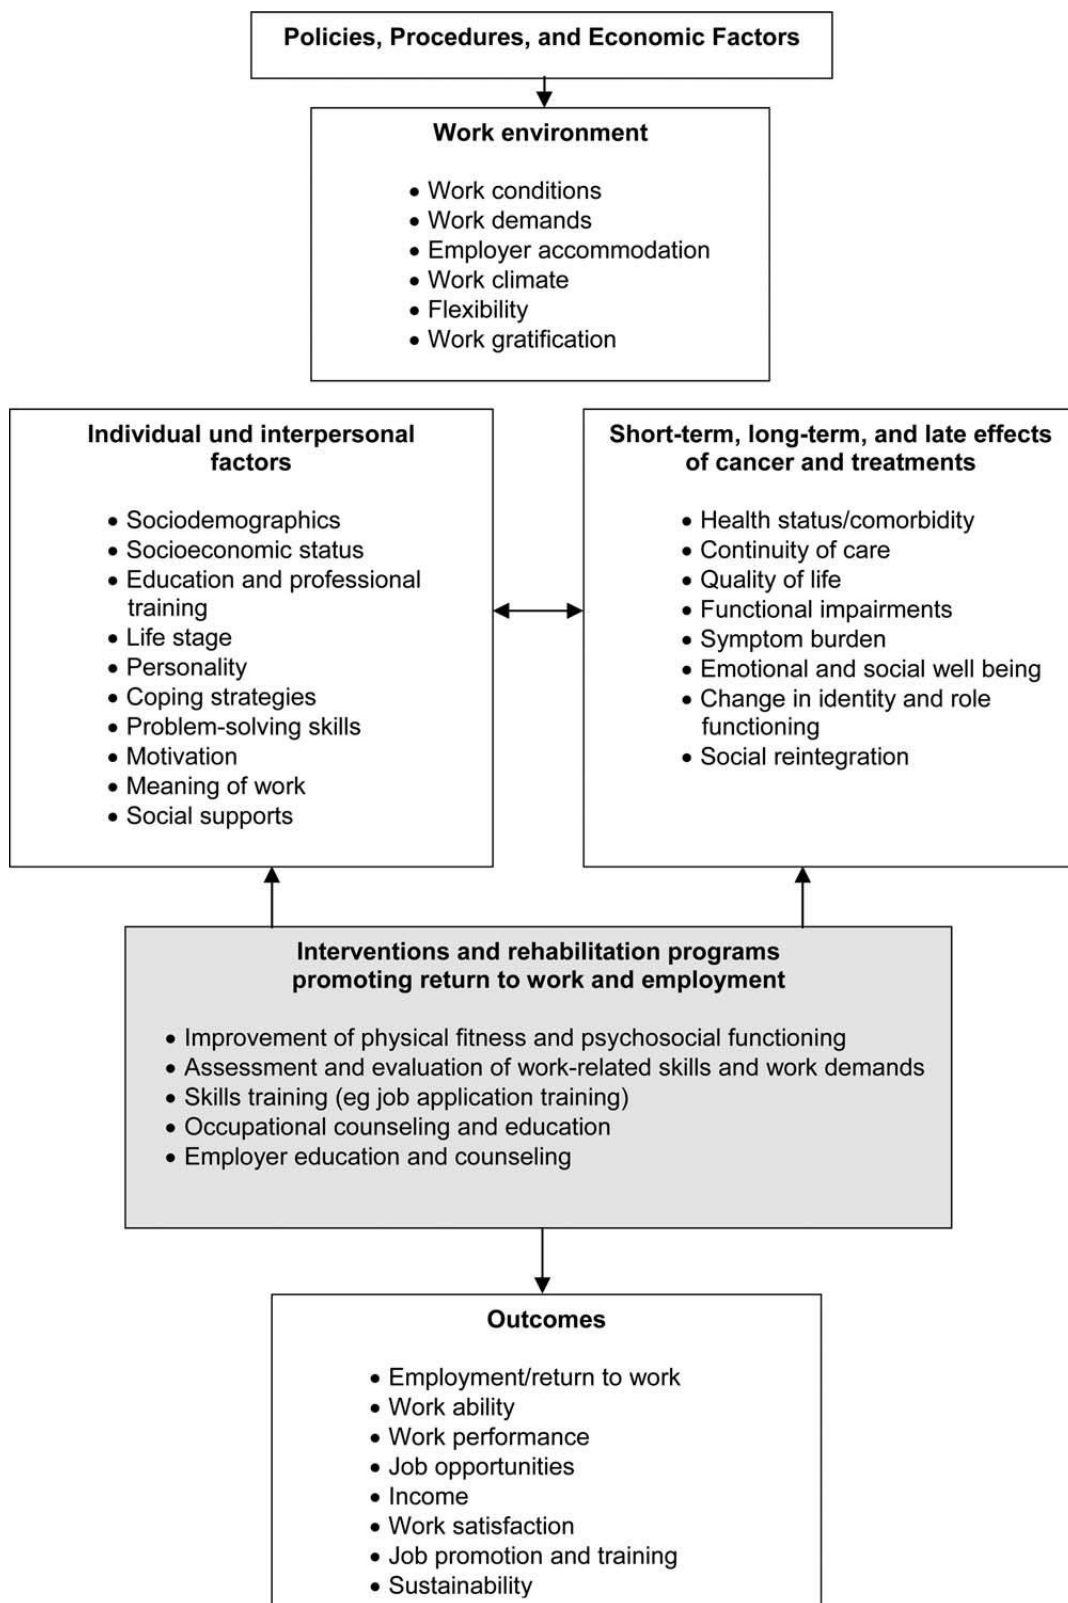 Policies, Procedures, and Economic Factors
Work environment
• Work conditions
• Work demands
• Employer accommodation
• Work climate
• Flexibility
• Work gratification
Individual und interpersonal
factors
• Sociodemographics
• Socioeconomic status
• Education and professional
training
• Life stage
• Personality
• Coping strategies
• Problem-solving skills
• Motivation
• Meaning of work
• Social supports
Short-term, long-term, and late effects
of cancer and treatments
• Health status/comorbidity
• Continuity of care
• Quality of life
• Functional impairments
• Symptom burden
• Emotional and social well being
• Change in identity and role
functioning
• Social reintegration
Interventions and rehabilitation programs
promoting return to work and employment
• Improvement of physical fitness and psychosocial functioning
• Assessment and evaluation of work-related skills and work demands
• Skills training (eg job application training)
• Occupational counseling and education
• Employer education and counseling
Outcomes
• Employment/return to work
• Work ability
• Work performance
• Job opportunities
• Income
• Work satisfaction
• Job promotion and training
• Sustainability